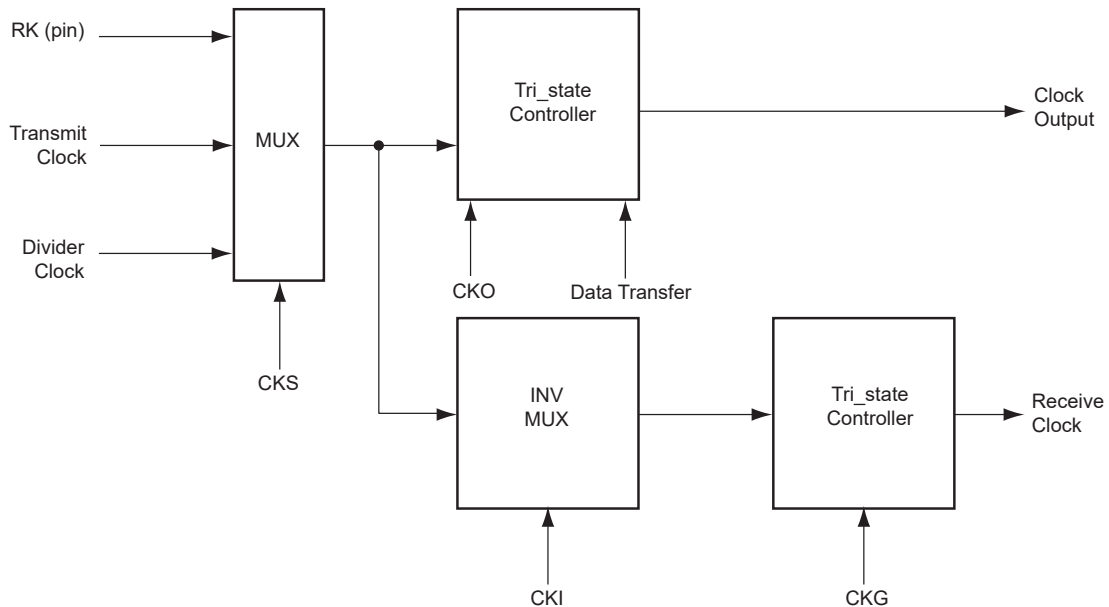 RK (pin)
Transmit
Clock
Divider
Clock
MUX
CKS
Tri_state
Controller
CKO
Data Transfer
Clock
Output
INV
MUX
CKI
Tri_state
Controller
CKG
Receive
Clock